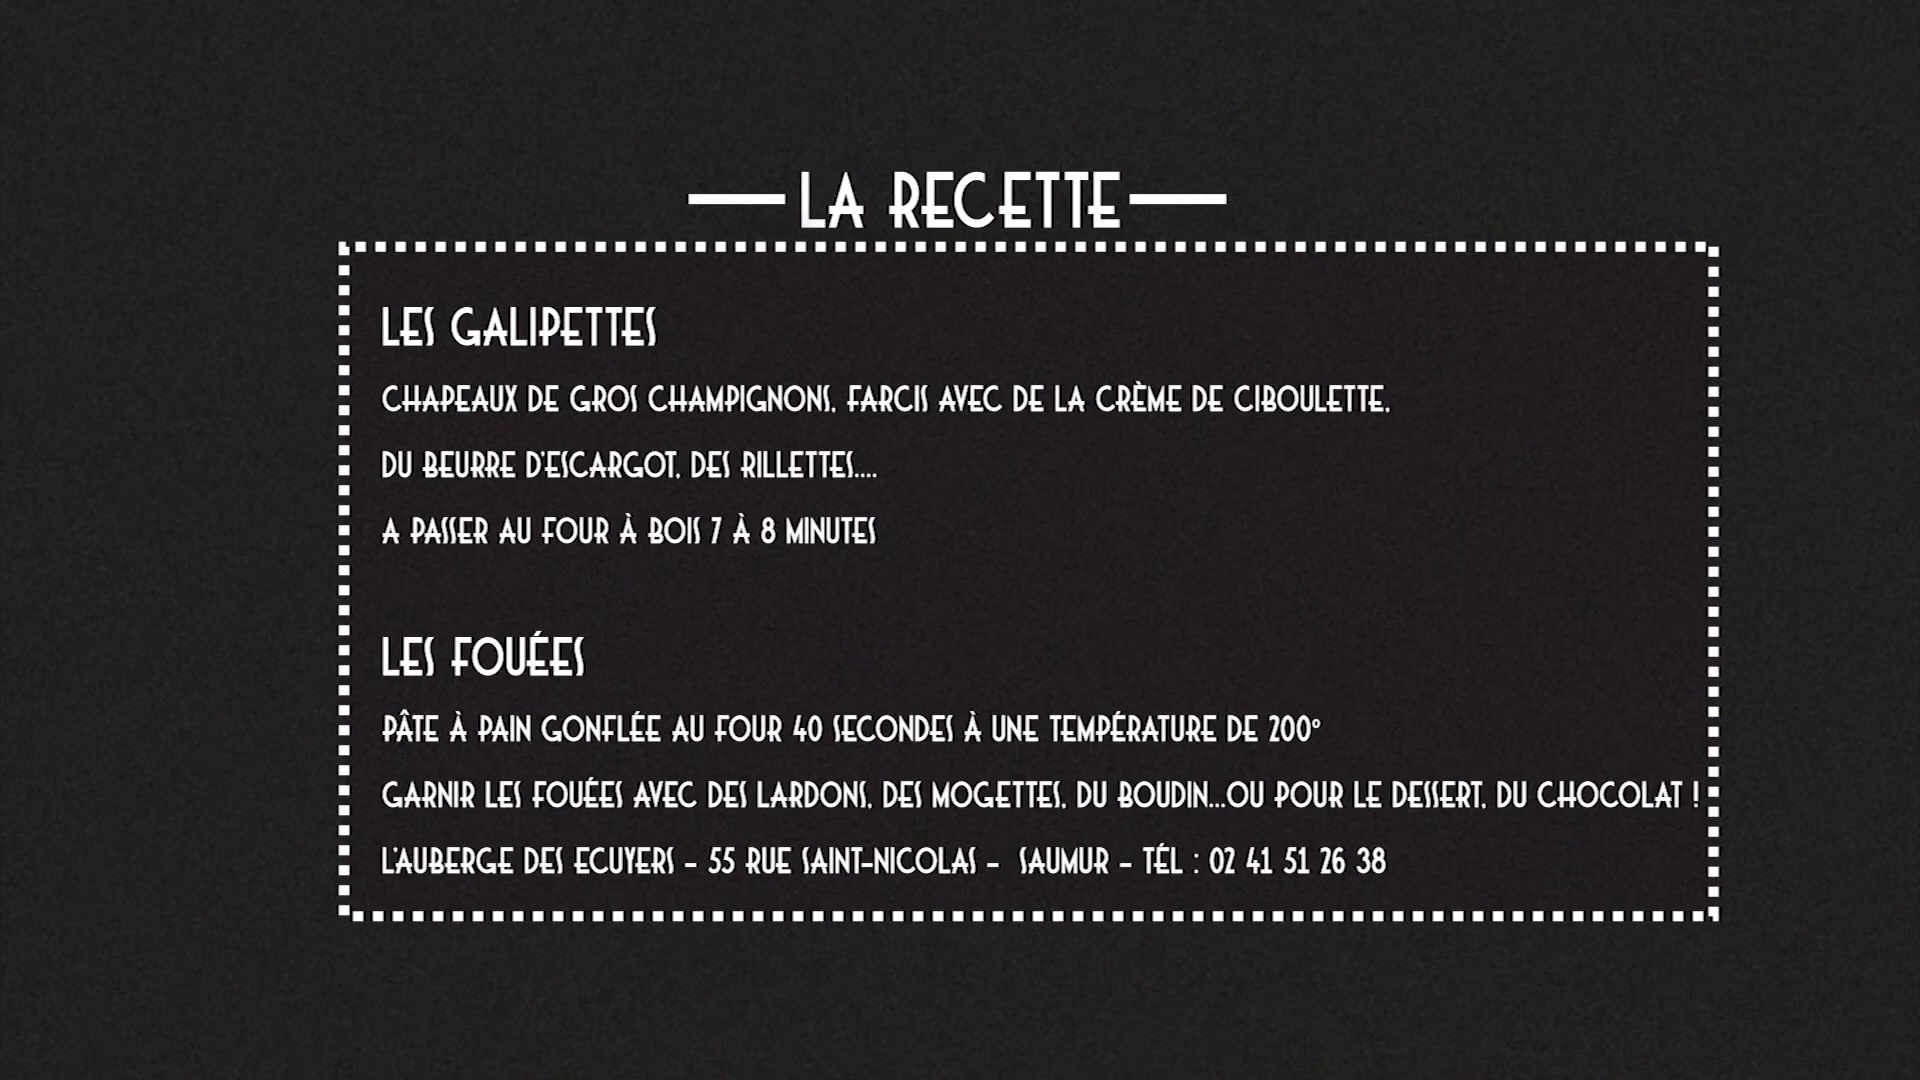 LA RECETTE
LES GALIPETTES
CHAPEAUX DE GROS CHAMPIGNONS, FARCIS AVEC DE LA CRÈME DE CIBOULETTE,
DU BEURRE D'ESCARGOT, DES RILLETTES....
A PASSER AU FOUR À BOIS 7 À 8 MINUTES
LES FOUÉES
PÂTE À PAIN GONFLÉE AU FOUR 40 SECONDES À UNE TEMPÉRATURE DE 200°
GARNIR LES FOUÉES AVEC DES LARDONS, DES MOGETTES, DU BOUDIN...OU POUR LE DESSERT, DU CHOCOLAT !
L'AUBERGE DES ECUYERS - 55 RUE SAINT-NICOLAS - SAUMUR - TÉL : 02 41 51 26 38